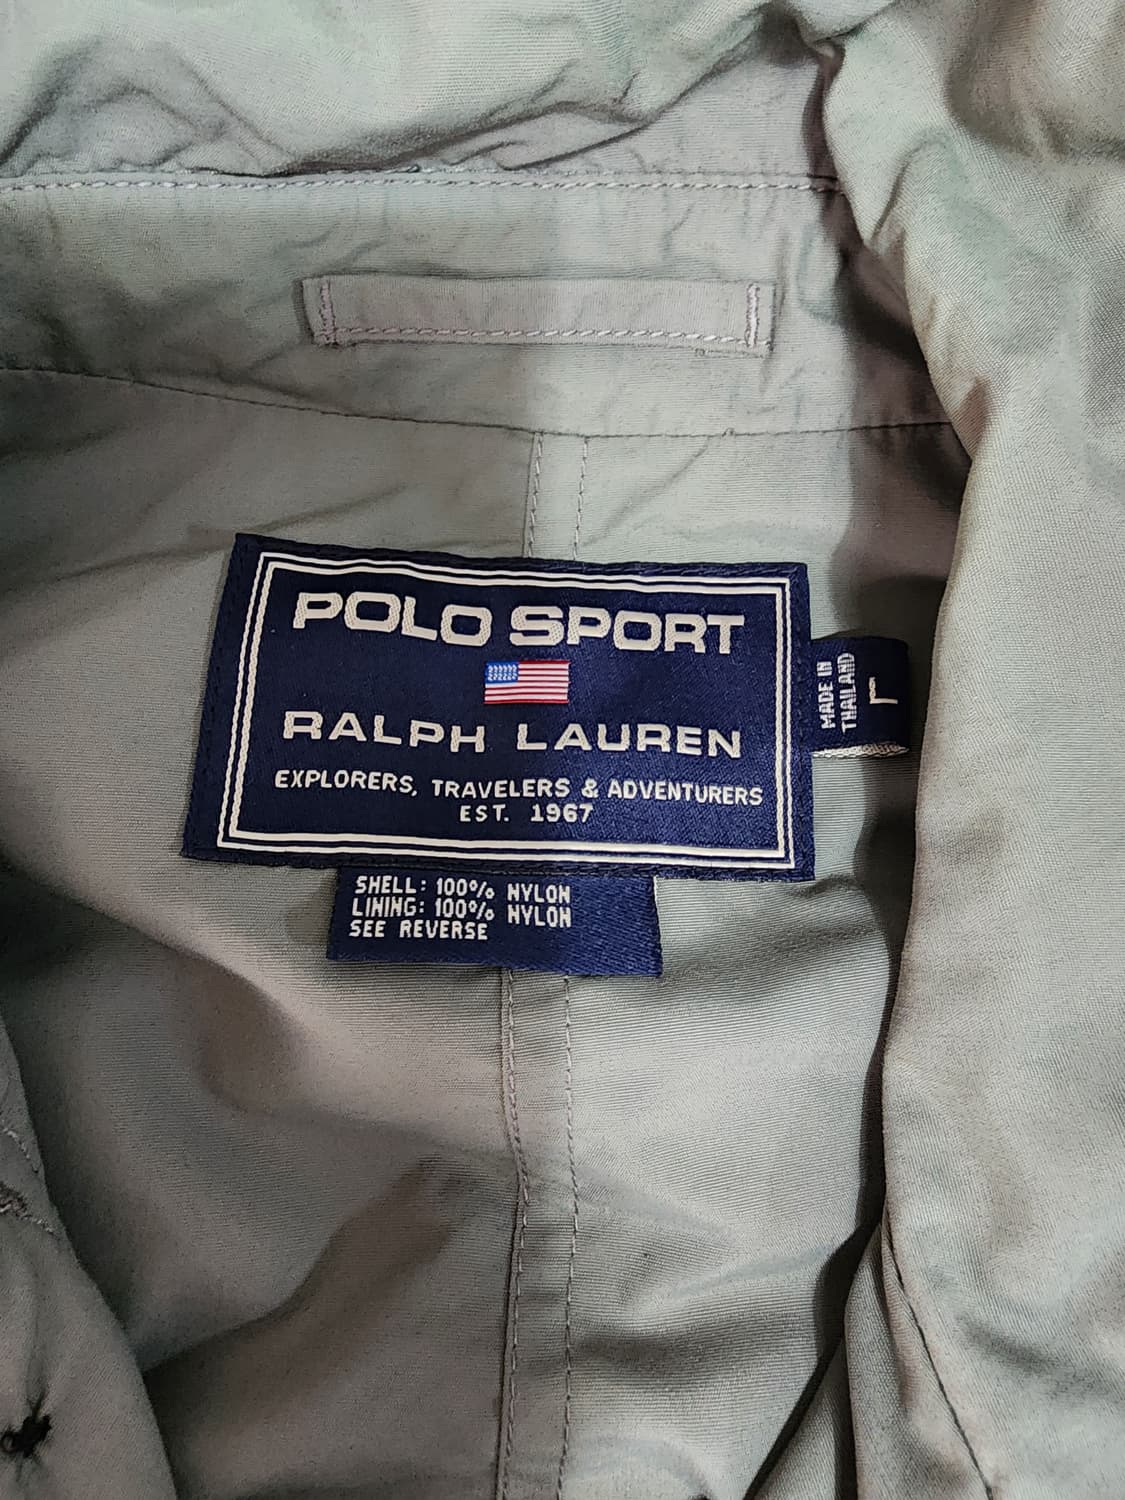 POLO SPORT
RALPH LAUREN
EXPLORERS, TRAVELERS & ADVENTURERS
EST. 1967
MADE IN
THAILAND
L
SHELL: 100% NYLON
LINING: 100% NYLON
SEE REVERSE